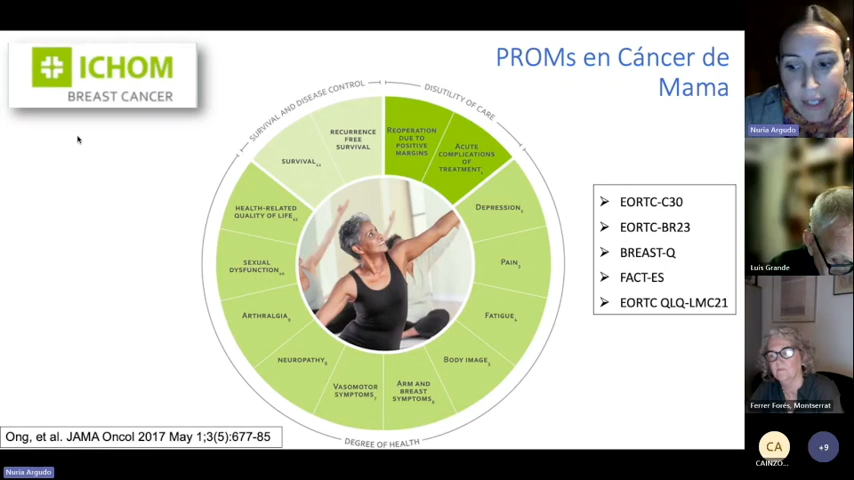 ICHOM
BREAST CANCER
PROMs en Cáncer de
Mama
SURVIVAL AND DISEASE CONTROL
DISUTILITY OF CARE
RECURRENCE
FREE
SURVIVAL
REOPERATION
DUE TO
POSITIVE
MARGINS
ACUTE
COMPLICATIONS
OF
TREATMENT
SURVIVAL
DEPRESSION
HEALTH-RELATED
QUALITY OF LIFE
PAIN
SEXUAL
DYSFUNCTION
FATIGUE
ARTHRALGIA
BODY IMAGE
NEUROPATHY
VASOMOTOR
SYMPTOMS
ARM AND
BREAST
SYMPTOMS
DEGREE OF HEALTH
➢ EORTC-C30
➢ EORTC-BR23
➢ BREAST-Q
➢ FACT-ES
➢ EORTC QLQ-LMC21
Ong, et al. JAMA Oncol 2017 May 1;3(5):677-85
Nuria Argudo
Nuria Argudo
Luis Grande
Ferrer Forés, Montserrat
CA
CAINZO...
+9